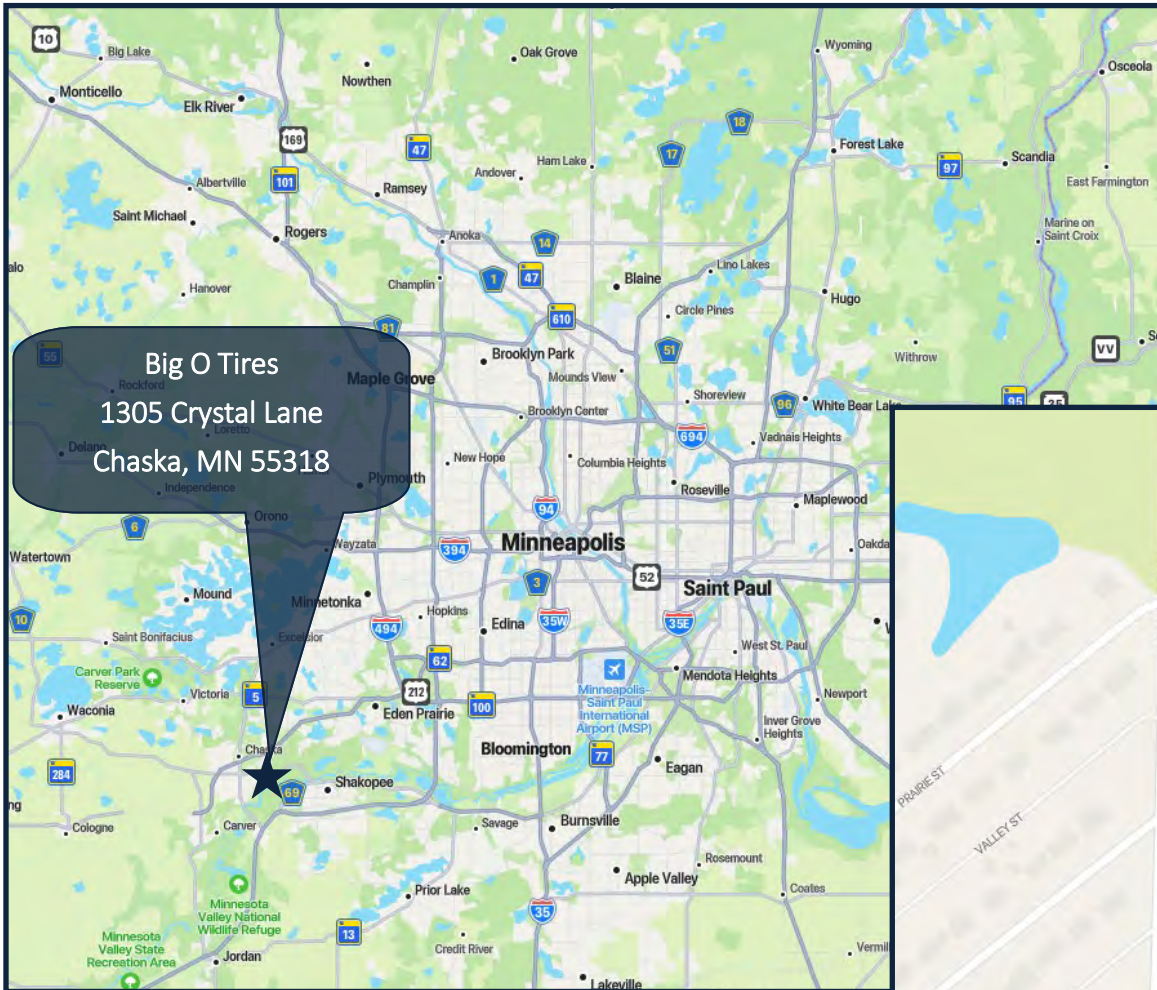 10
Big Lake
Oak Grove
Wyoming
Osceola
Nowthen
Monticello
Elk River
18
169
47
17
Forest Lake
Ham Lake
97
Scandia
Andover
101
Albertville
Ramsey
East Farmington
Saint Michael
Marine on
Saint Croix
Rogers
Anoka
14
Lino Lakes
1
47
Blaine
Champlin
Hanover
Hugo
Circle Pines
610
81
51
VV
Withrow
55
Brooklyn Park
Mounds View
Maple Grove
Rockford
Shoreview
96
White Bear Lake
95
35
Brooklyn Center
Big O Tires
1305 Crystal Lane
Chaska, MN 55318
Loretto
Delano
694
Vadnais Heights
New Hope
Columbia Heights
Plymouth
Independence
Roseville
Maplewood
94
Orono
6
Minneapolis
Wayzata
394
Watertown
52
3
Saint Paul
Mound
Minnetonka
Hopkins
10
494
Edina
35W
35E
Saint Bonifacius
Excelsior
62
West St. Paul
Carver Park
Reserve
Mendota Heights
Minneapolis-
Saint Paul
International
Airport (MSP)
212
Victoria
5
100
Newport
Waconia
Eden Prairie
Inver Grove
Heights
Bloomington
77
Chaska
Eagan
284
69
Shakopee
PRAIRIE ST
Cologne
Carver
Savage
Burnsville
VALLEY ST
Rosemount
Apple Valley
Minnesota
Valley National
Wildlife Refuge
Prior Lake
Coates
35
13
Minnesota
Valley State
Recreation Area
Credit River
Jordan
Lakeville